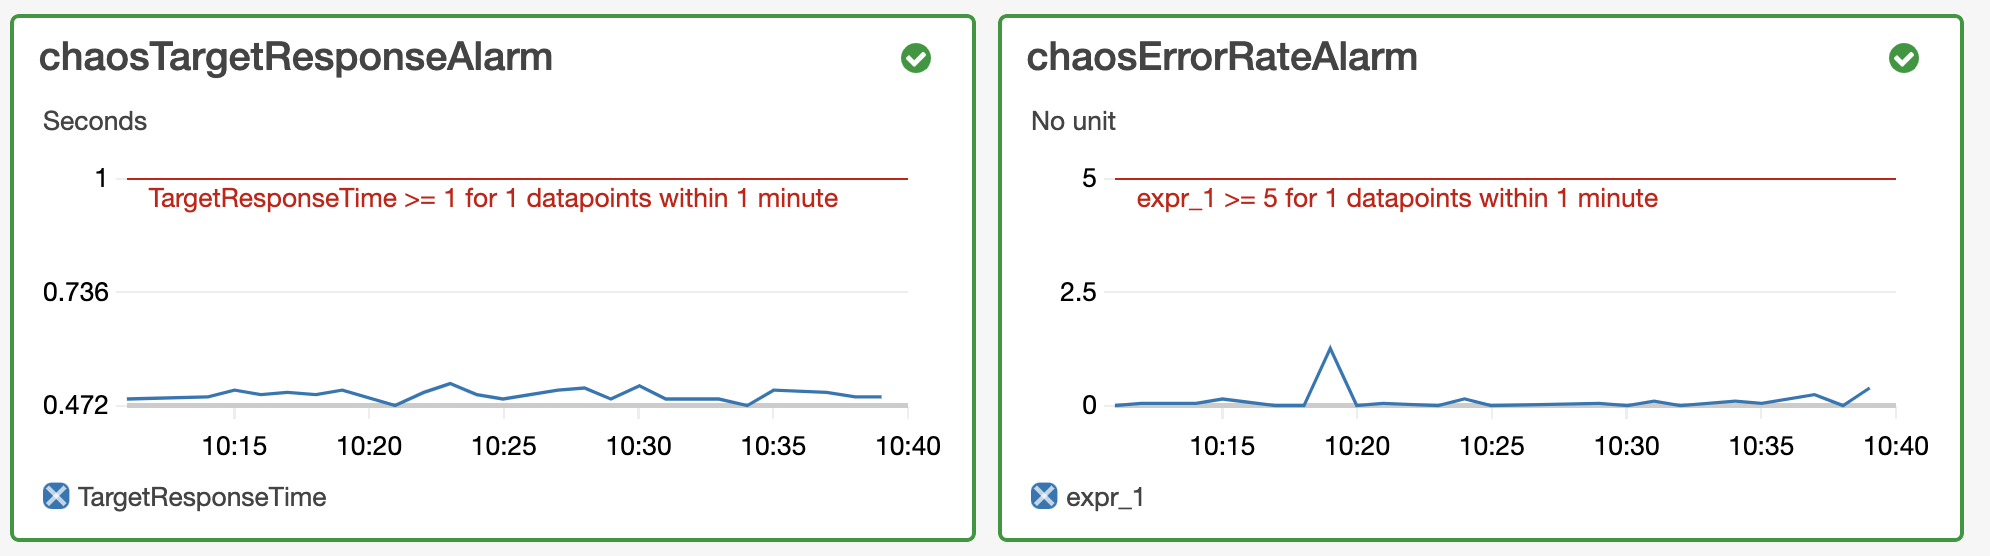 chaosTargetResponseAlarm
Seconds
1
TargetResponseTime >= 1 for 1 datapoints within 1 minute
0.736
0.472
10:15 10:20 10:25 10:30 10:35 10:40
TargetResponseTime
chaosErrorRateAlarm
No unit
5
expr_1 >= 5 for 1 datapoints within 1 minute
2.5
0
10:15 10:20 10:25 10:30 10:35 10:40
expr_1